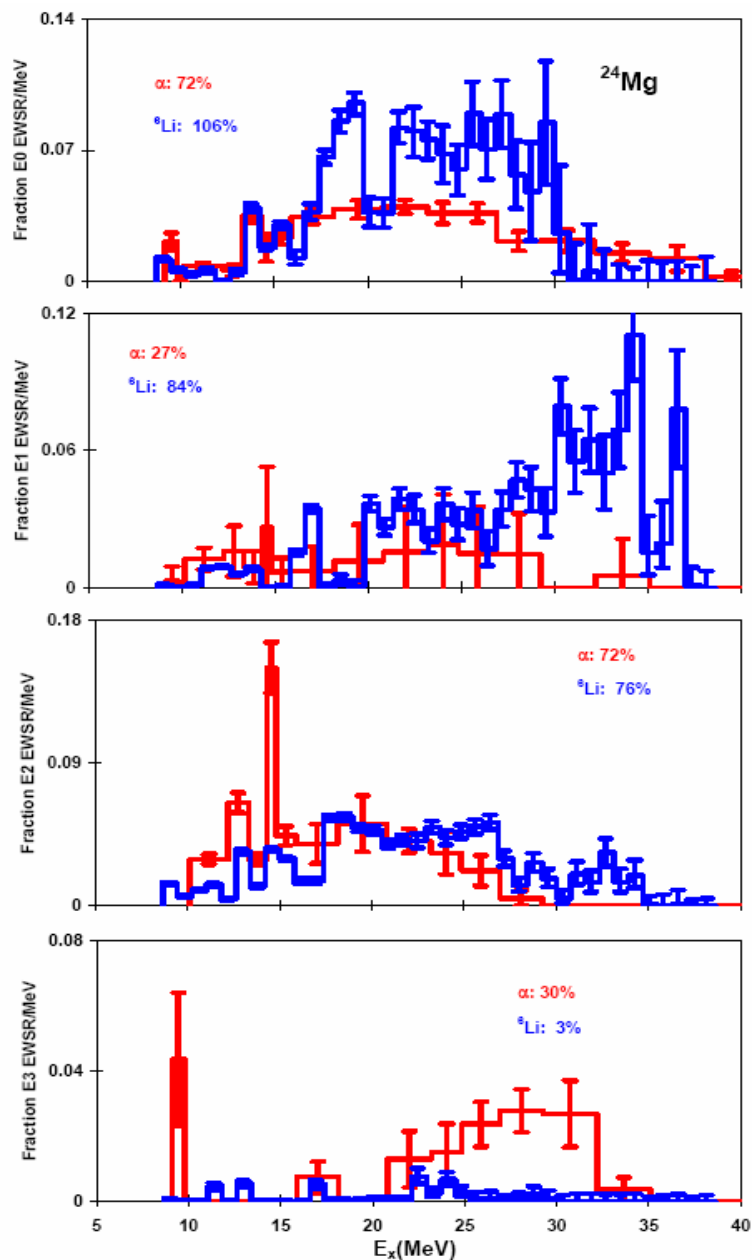 0.14
α: 72%
⁶Li: 106%
²⁴Mg
0.07
0
Fraction E0 EWSR/MeV
0.12
α: 27%
⁶Li: 84%
0.06
0
Fraction E1 EWSR/MeV
0.18
α: 72%
⁶Li: 76%
0.09
0
Fraction E2 EWSR/MeV
0.08
α: 30%
⁶Li: 3%
0.04
0
Fraction E3 EWSR/MeV
5 10 15 20 25 30 35 40
Eₓ(MeV)